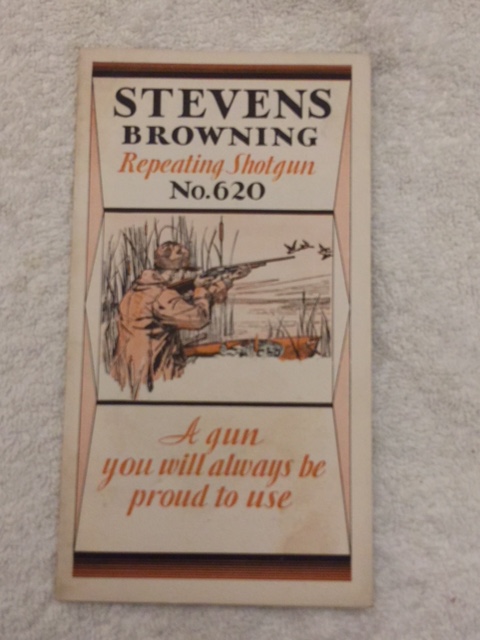 STEVENS
BROWNING
Repeating Shotgun
No. 620
A gun
you will always be
proud to use